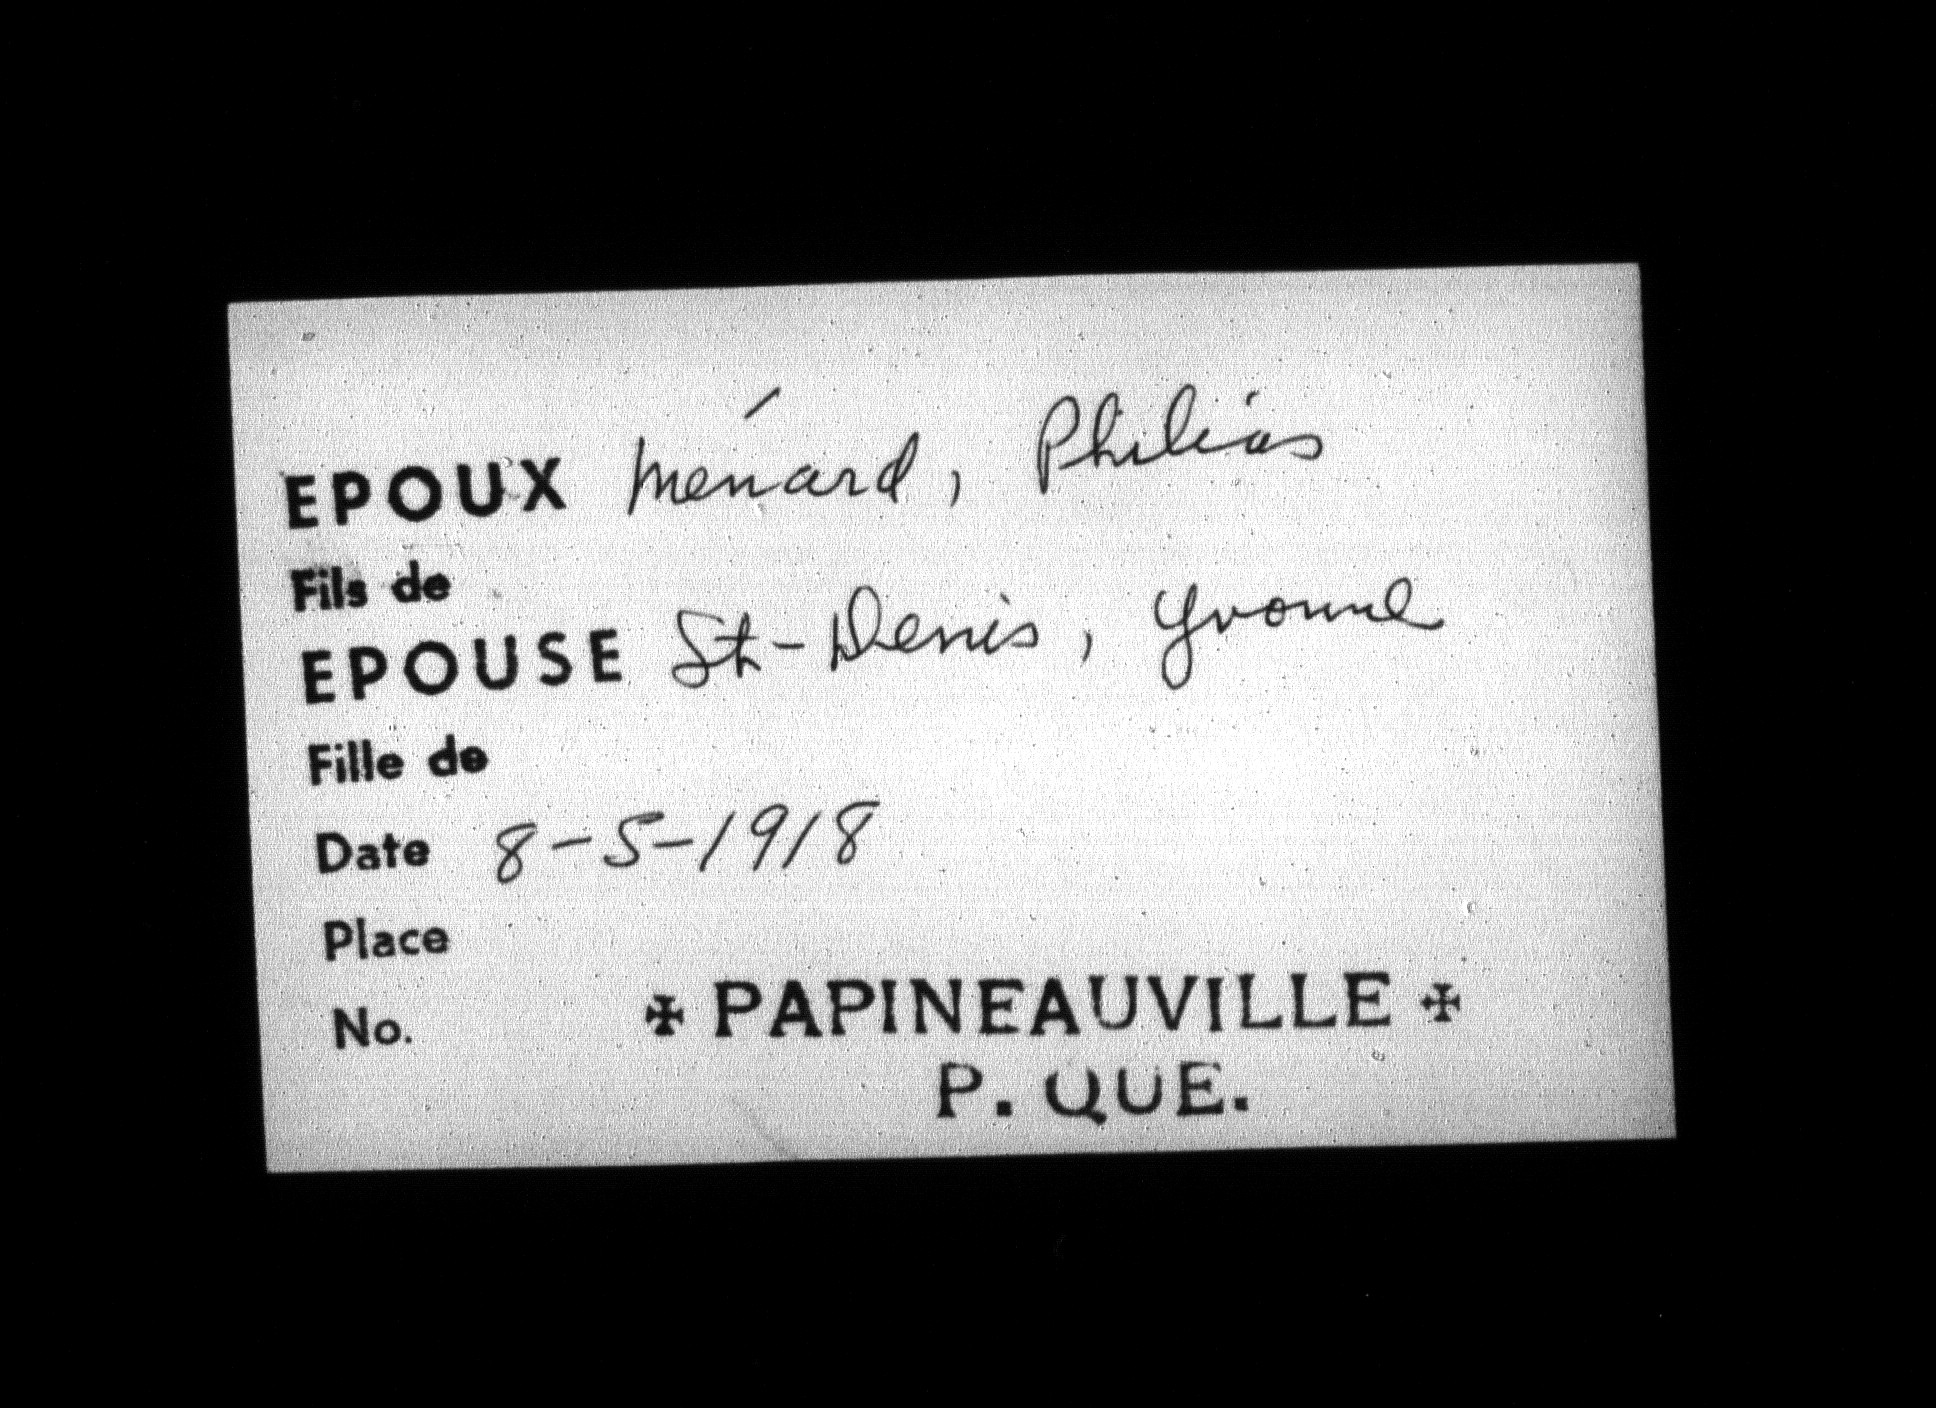 EPOUX Ménard, Philias
Fils de
EPOUSE St-Denis, Yvonne
Fille de
Date 8-5-1918
Place
No. ✠ PAPINEAUVILLE ✠
P. QUE.